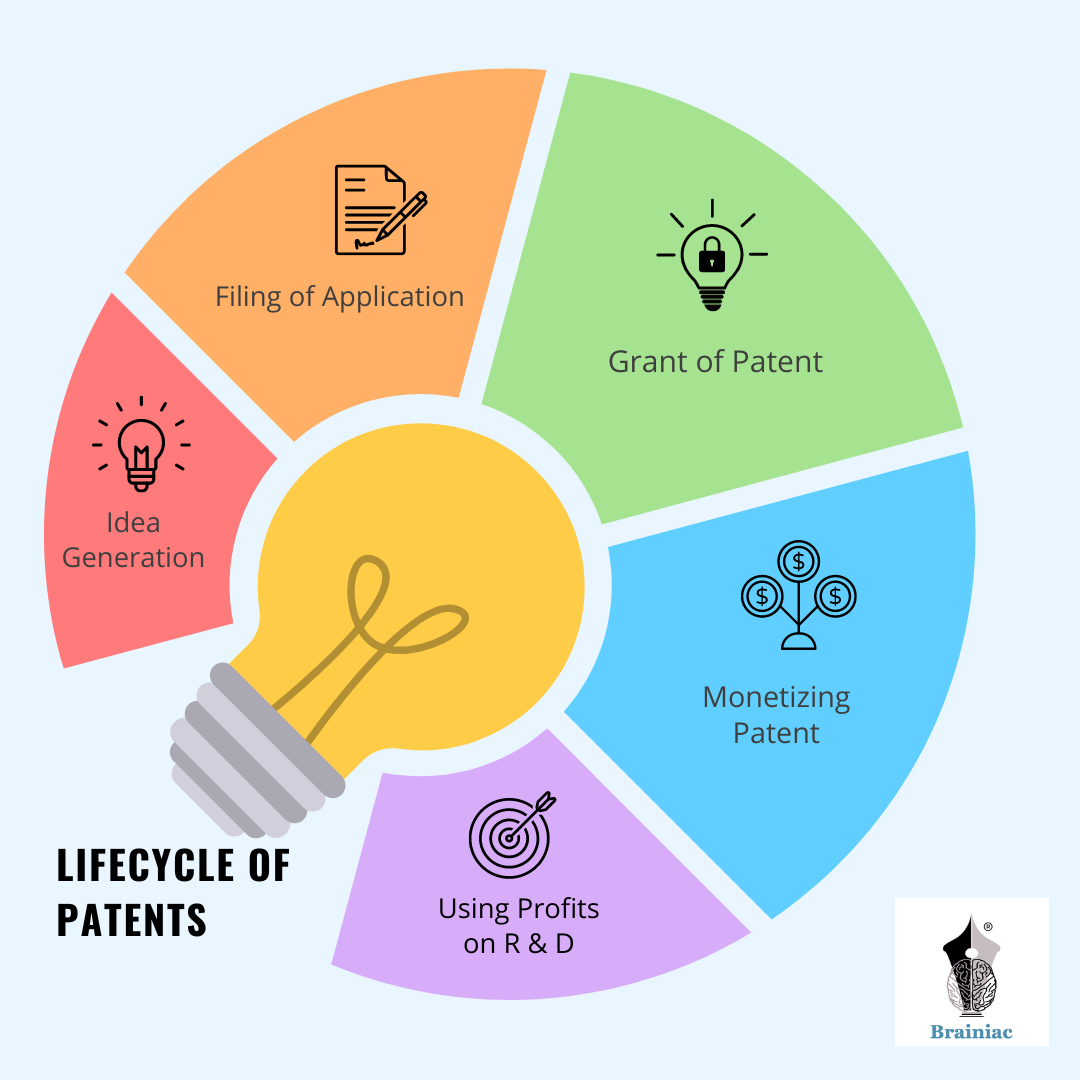 Filing of Application
Grant of Patent
Idea
Generation
Monetizing
Patent
Using Profits
on R & D
LIFECYCLE OF
PATENTS
$
$
$
®
Brainiac